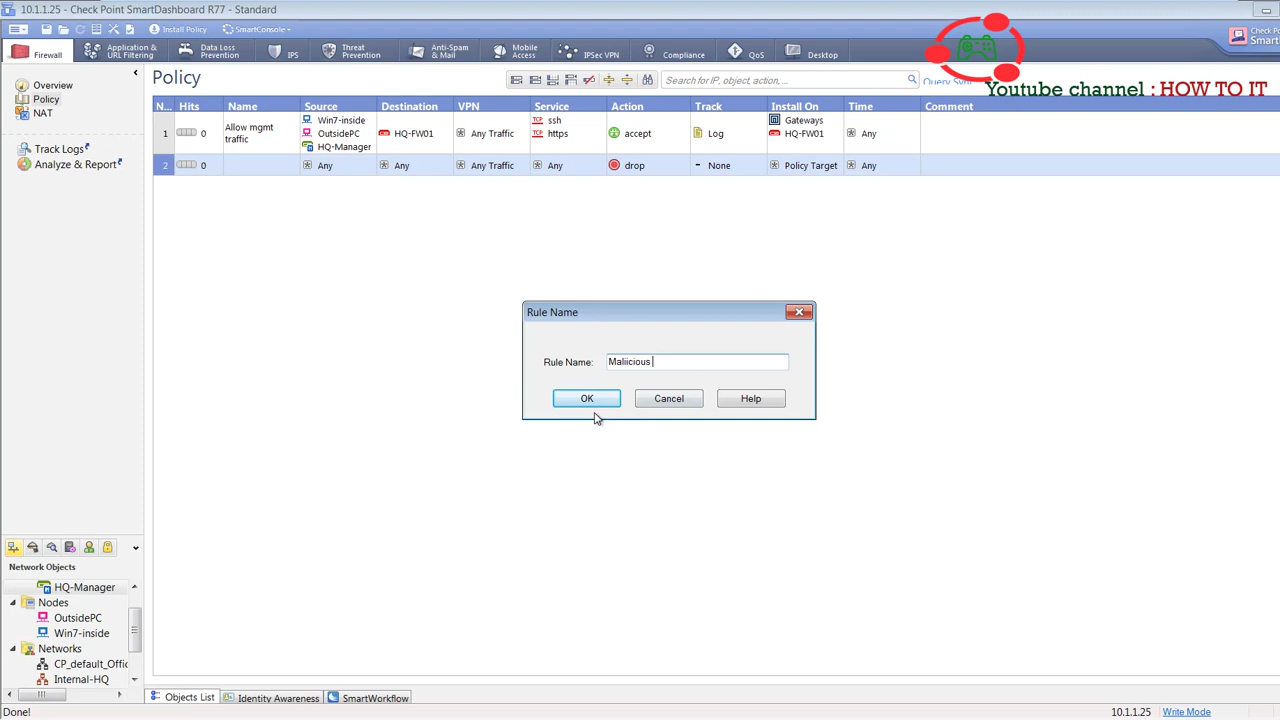 10.1.1.25 - Check Point SmartDashboard R77 - Standard
Install Policy SmartConsole
Check Po
Smart
Firewall
Application & URL Filtering
Data Loss Prevention
IPS
Threat Prevention
Anti-Spam & Mail
Mobile Access
IPSec VPN
Compliance
QoS
Desktop
Youtube channel : HOW TO IT
Overview
Policy
NAT
Track Logs
Analyze & Report
Policy
Search for IP, object, action, ...
Query Syn
N... Hits Name Source Destination VPN Service Action Track Install On Time Comment
Win7-inside ssh Gateways
1 0 Allow mgmt traffic OutsidePC HQ-FW01 Any Traffic https accept Log HQ-FW01 Any
HQ-Manager
2 0 Any Any Any Traffic Any drop None Policy Target Any
Rule Name
Rule Name: Maliicious
OK Cancel Help
Network Objects
HQ-Manager
Nodes
OutsidePC
Win7-inside
Networks
CP_default_Offic
Internal-HQ
Objects List Identity Awareness SmartWorkflow
Done! 10.1.1.25 Write Mode